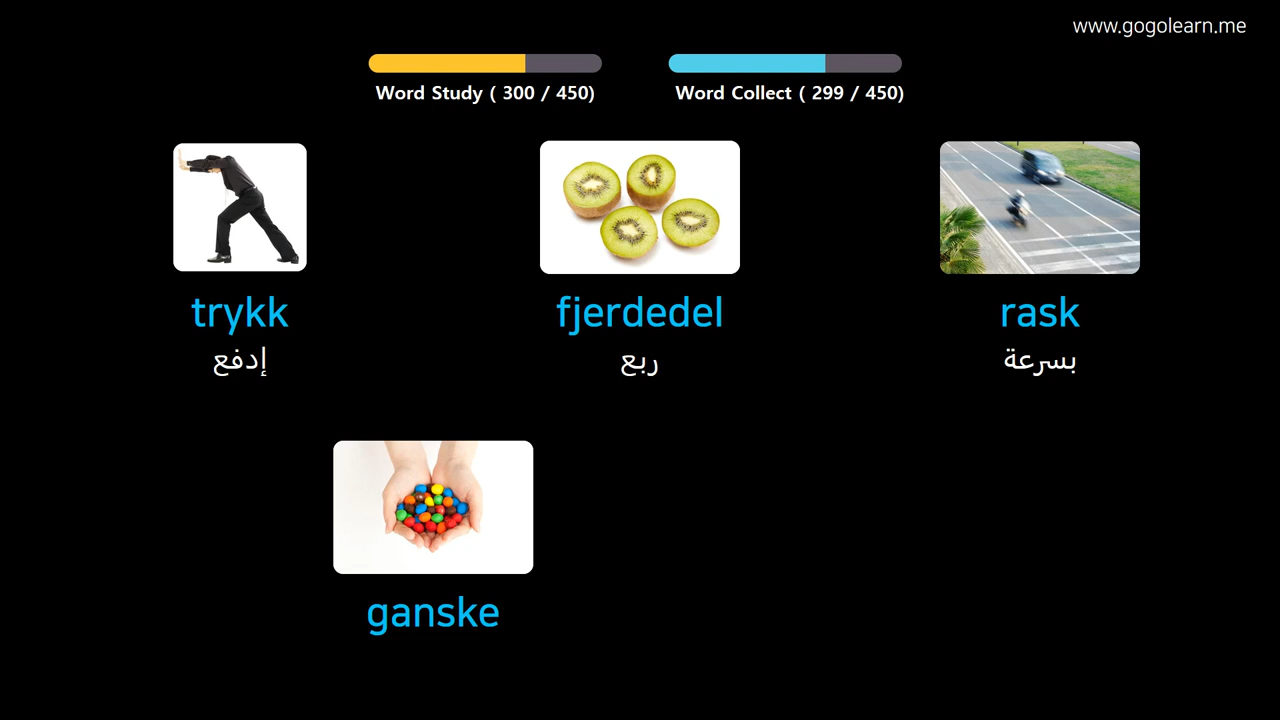 www.gogolearn.me
Word Study ( 300 / 450)
Word Collect ( 299 / 450)
trykk
إدفع
fjerdedel
ربع
rask
بسرعة
ganske